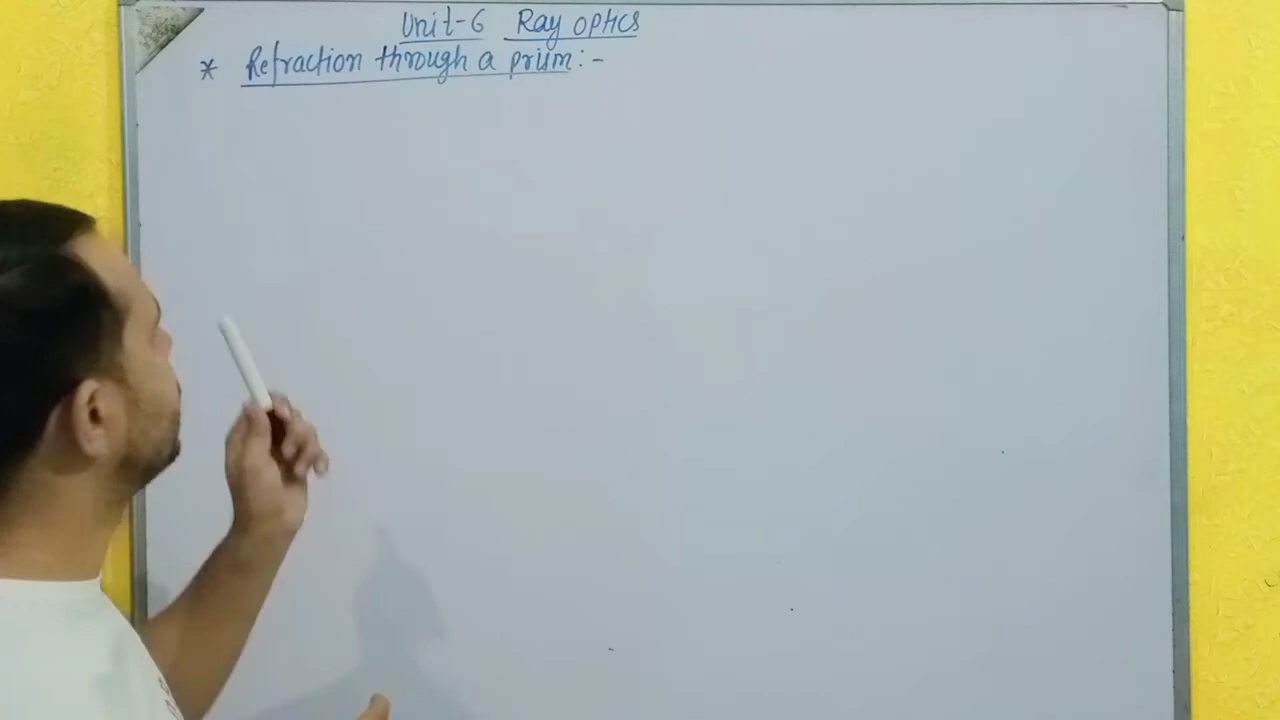 Unit-6 Ray optics
* Refraction through a prism:-